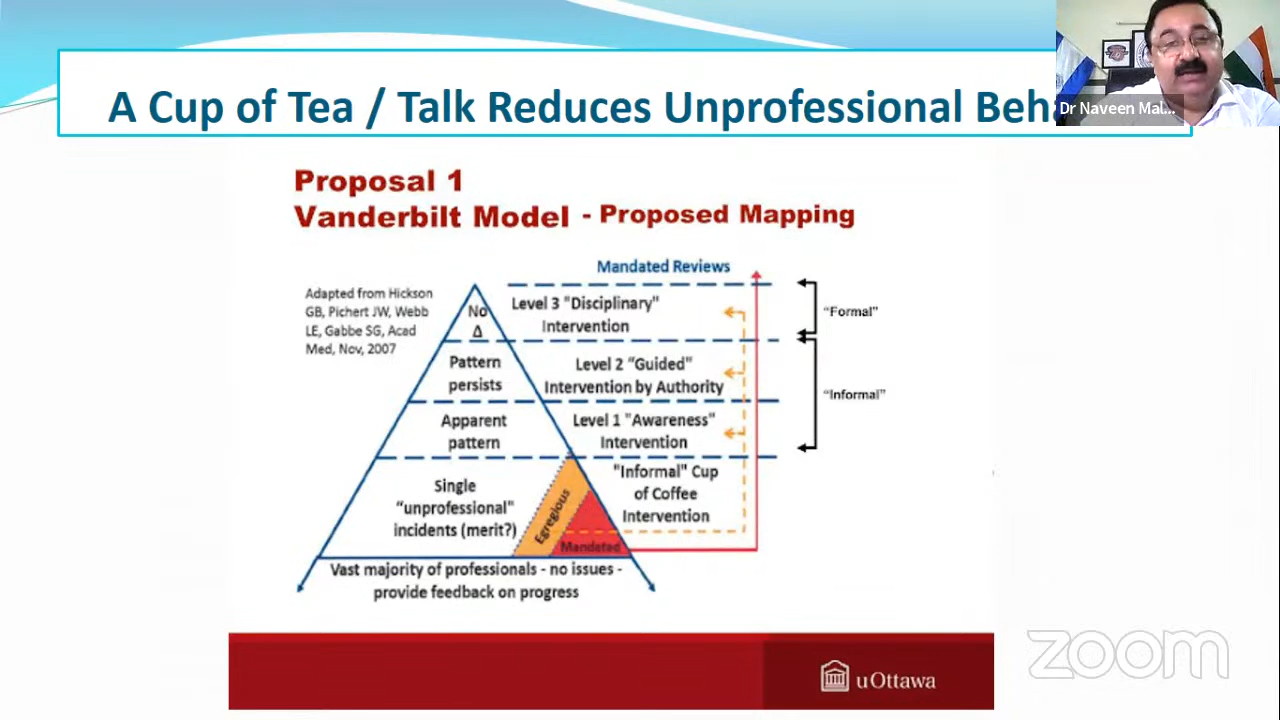 A Cup of Tea / Talk Reduces Unprofessional Beha
Dr Naveen Mal...
Proposal 1
Vanderbilt Model - Proposed Mapping
Mandated Reviews
Adapted from Hickson
GB, Pichert JW, Webb
LE, Gabbe SG, Acad
Med, Nov, 2007
No
Δ
Level 3 "Disciplinary"
Intervention
"Formal"
Pattern
persists
Level 2 "Guided"
Intervention by Authority
"Informal"
Apparent
pattern
Level 1 "Awareness"
Intervention
Single
"unprofessional"
incidents (merit?)
Egregious
Mandated
"Informal" Cup
of Coffee
Intervention
Vast majority of professionals - no issues -
provide feedback on progress
uOttawa
zoom